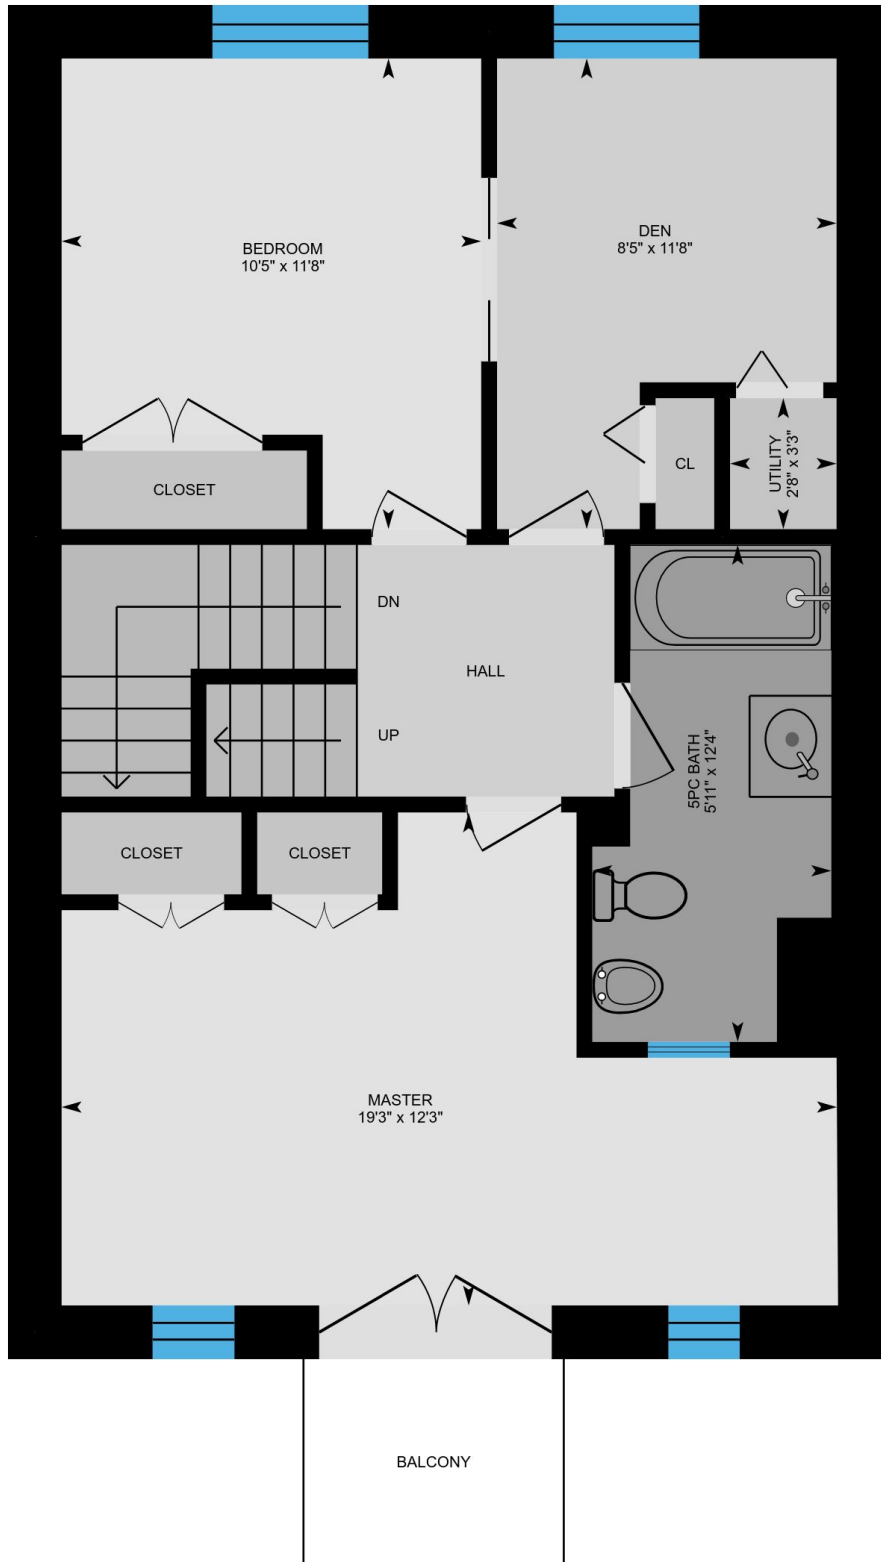 BEDROOM
10'5" x 11'8"
DEN
8'5" x 11'8"
CLOSET
CL
UTILITY
2'8" x 3'3"
DN
HALL
UP
5PC BATH
5'11" x 12'4"
CLOSET
CLOSET
MASTER
19'3" x 12'3"
BALCONY